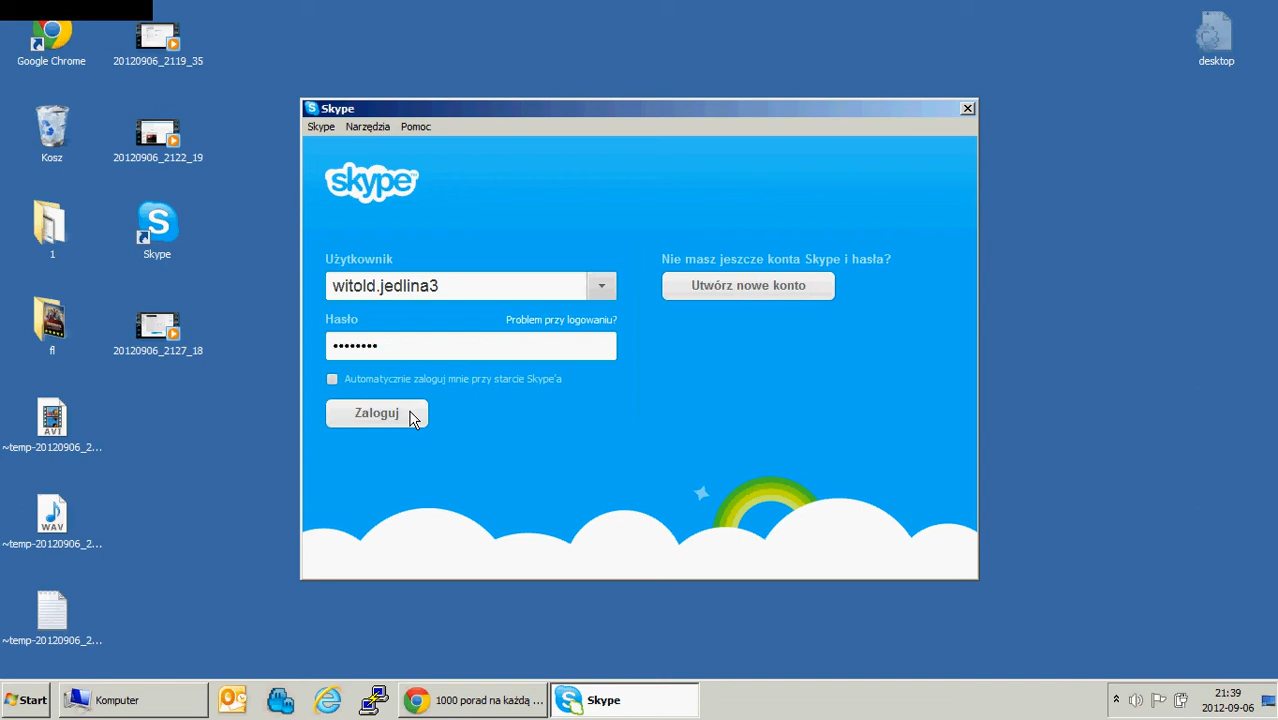 Google Chrome
20120906_2119_35
desktop
Kosz
20120906_2122_19
1
Skype
fl
20120906_2127_18
AVI
~temp-20120906_2...
WAV
~temp-20120906_2...
~temp-20120906_2...
Skype
Skype Narzędzia Pomoc
skype
Użytkownik
witold.jedlina3
Hasło
Problem przy logowaniu?
••••••••
Automatycznie zaloguj mnie przy starcie Skype'a
Zaloguj
Nie masz jeszcze konta Skype i hasła?
Utwórz nowe konto
Start
Komputer
1000 porad na każdą ...
Skype
21:39
2012-09-06